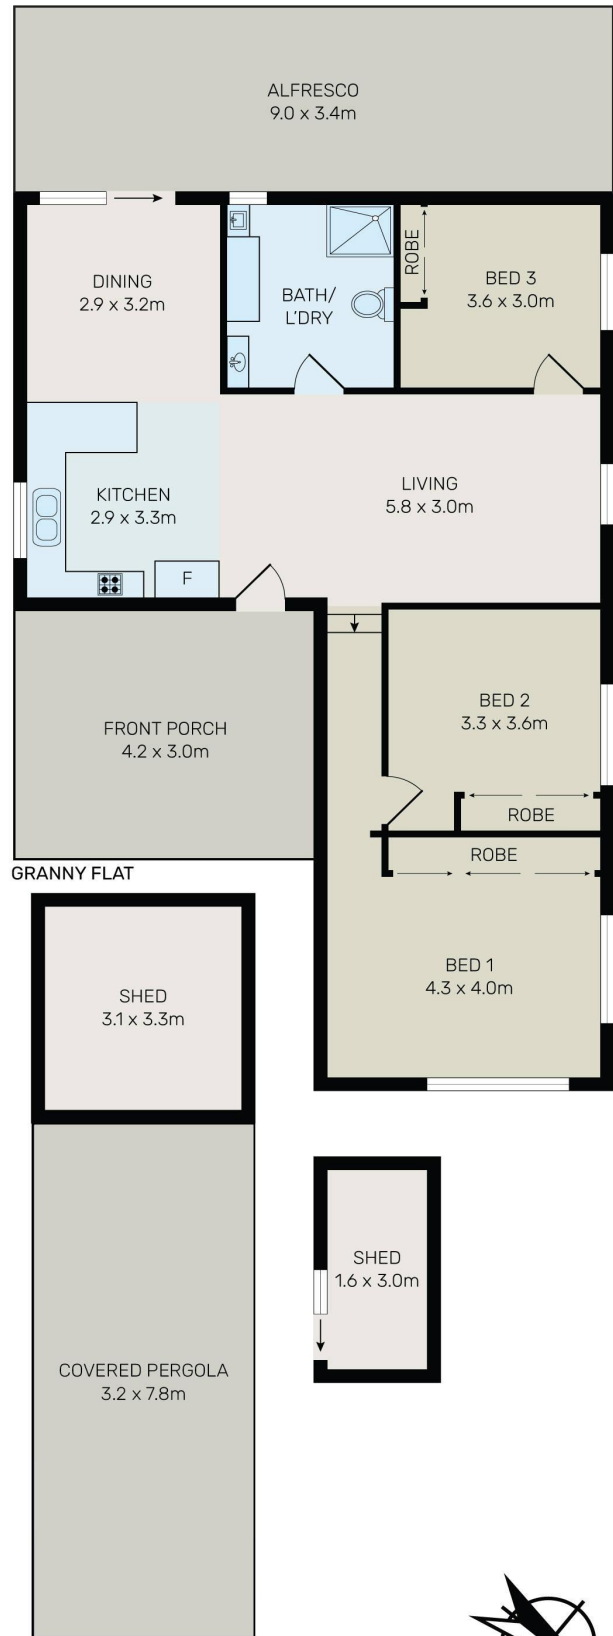 ALFRESCO
9.0 x 3.4m
DINING
2.9 x 3.2m
BATH/
L'DRY
ROBE
BED 3
3.6 x 3.0m
KITCHEN
2.9 x 3.3m
F
LIVING
5.8 x 3.0m
FRONT PORCH
4.2 x 3.0m
BED 2
3.3 x 3.6m
ROBE
ROBE
GRANNY FLAT
BED 1
4.3 x 4.0m
SHED
3.1 x 3.3m
SHED
1.6 x 3.0m
COVERED PERGOLA
3.2 x 7.8m